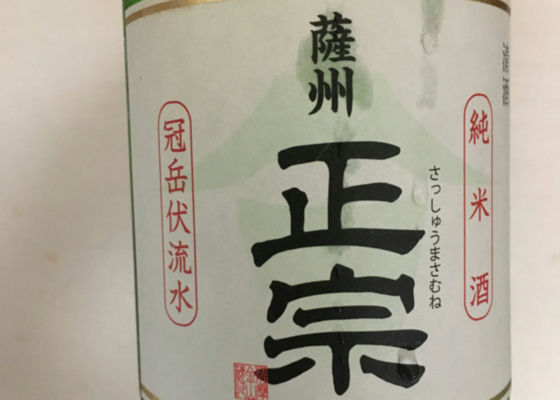 純米酒
薩州
正宗
さっしゅうまさむね
冠岳伏流水